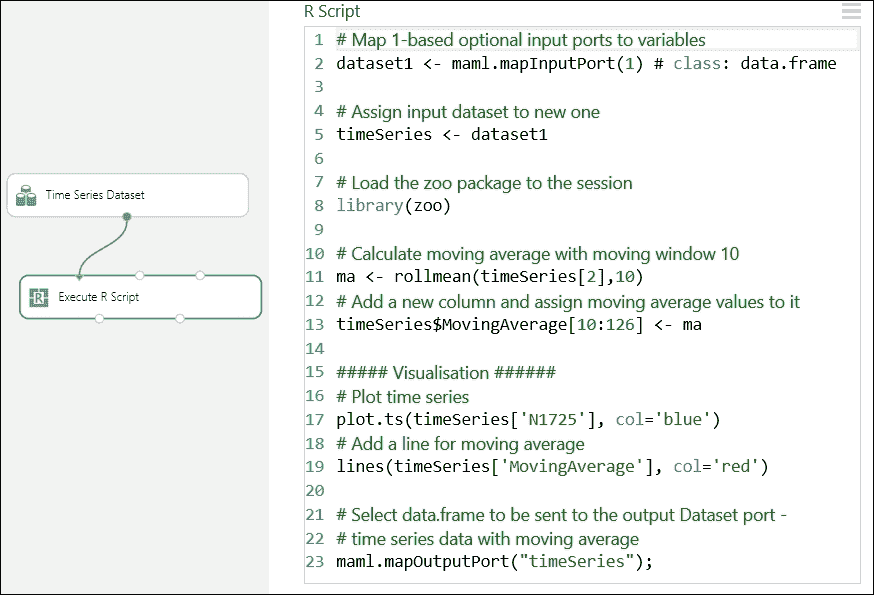 R Script
Time Series Dataset
Execute R Script
1 # Map 1-based optional input ports to variables
2 dataset1 <- maml.mapInputPort(1) # class: data.frame
3
4 # Assign input dataset to new one
5 timeSeries <- dataset1
6
7 # Load the zoo package to the session
8 library(zoo)
9
10 # Calculate moving average with moving window 10
11 ma <- rollmean(timeSeries[2],10)
12 # Add a new column and assign moving average values to it
13 timeSeries$MovingAverage[10:126] <- ma
14
15 ##### Visualisation ######
16 # Plot time series
17 plot.ts(timeSeries['N1725'], col='blue')
18 # Add a line for moving average
19 lines(timeSeries['MovingAverage'], col='red')
20
21 # Select data.frame to be sent to the output Dataset port -
22 # time series data with moving average
23 maml.mapOutputPort("timeSeries");